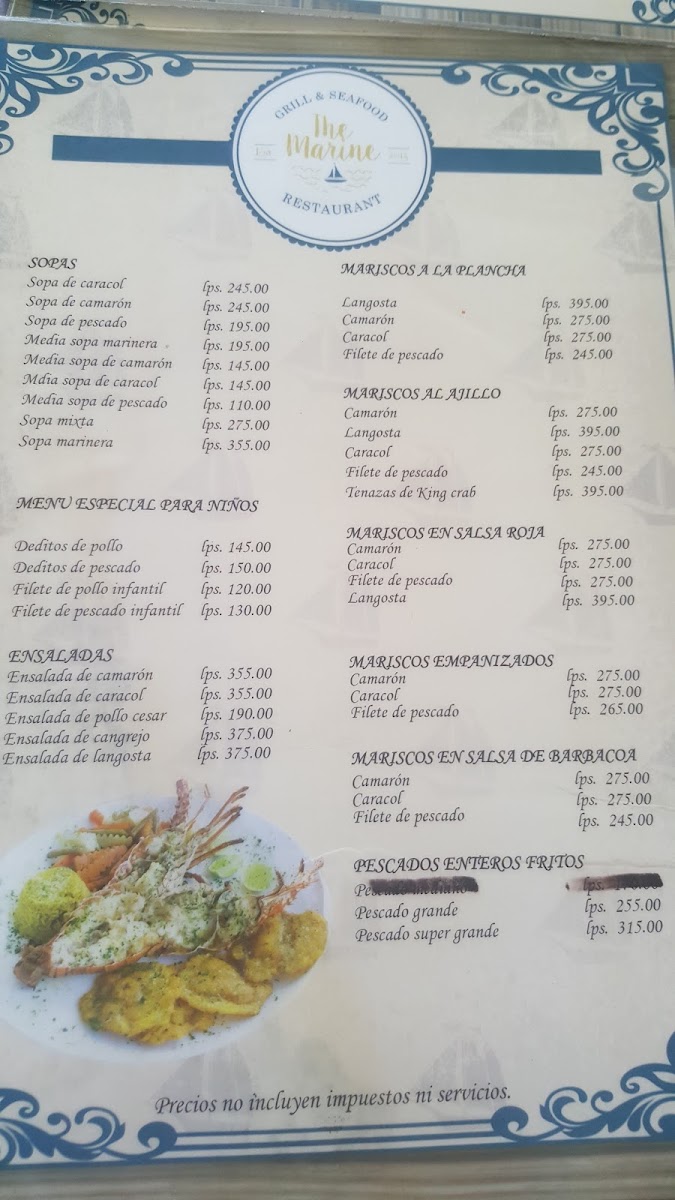 GRILL & SEAFOOD
The
Marine
RESTAURANT
SOPAS
Sopa de caracol lps. 245.00
Sopa de camarón lps. 245.00
Sopa de pescado lps. 195.00
Media sopa marinera lps. 195.00
Media sopa de camarón lps. 145.00
Mdia sopa de caracol lps. 145.00
Media sopa de pescado lps. 110.00
Sopa mixta lps. 275.00
Sopa marinera lps. 355.00
MENU ESPECIAL PARA NIÑOS
Deditos de pollo lps. 145.00
Deditos de pescado lps. 150.00
Filete de pollo infantil lps. 120.00
Filete de pescado infantil lps. 130.00
ENSALADAS
Ensalada de camarón lps. 355.00
Ensalada de caracol lps. 355.00
Ensalada de pollo cesar lps. 190.00
Ensalada de cangrejo lps. 375.00
Ensalada de langosta lps. 375.00
MARISCOS A LA PLANCHA
Langosta lps. 395.00
Camarón lps. 275.00
Caracol lps. 275.00
Filete de pescado lps. 245.00
MARISCOS AL AJILLO
Camarón lps. 275.00
Langosta lps. 395.00
Caracol lps. 275.00
Filete de pescado lps. 245.00
Tenazas de King crab lps. 395.00
MARISCOS EN SALSA ROJA
Camarón lps. 275.00
Caracol lps. 275.00
Filete de pescado lps. 275.00
Langosta lps. 395.00
MARISCOS EMPANIZADOS
Camarón lps. 275.00
Caracol lps. 275.00
Filete de pescado lps. 265.00
MARISCOS EN SALSA DE BARBACOA
Camarón lps. 275.00
Caracol lps. 275.00
Filete de pescado lps. 245.00
PESCADOS ENTEROS FRITOS
lps.
Pescado grande lps. 255.00
Pescado super grande lps. 315.00
Precios no incluyen impuestos ni servicios.